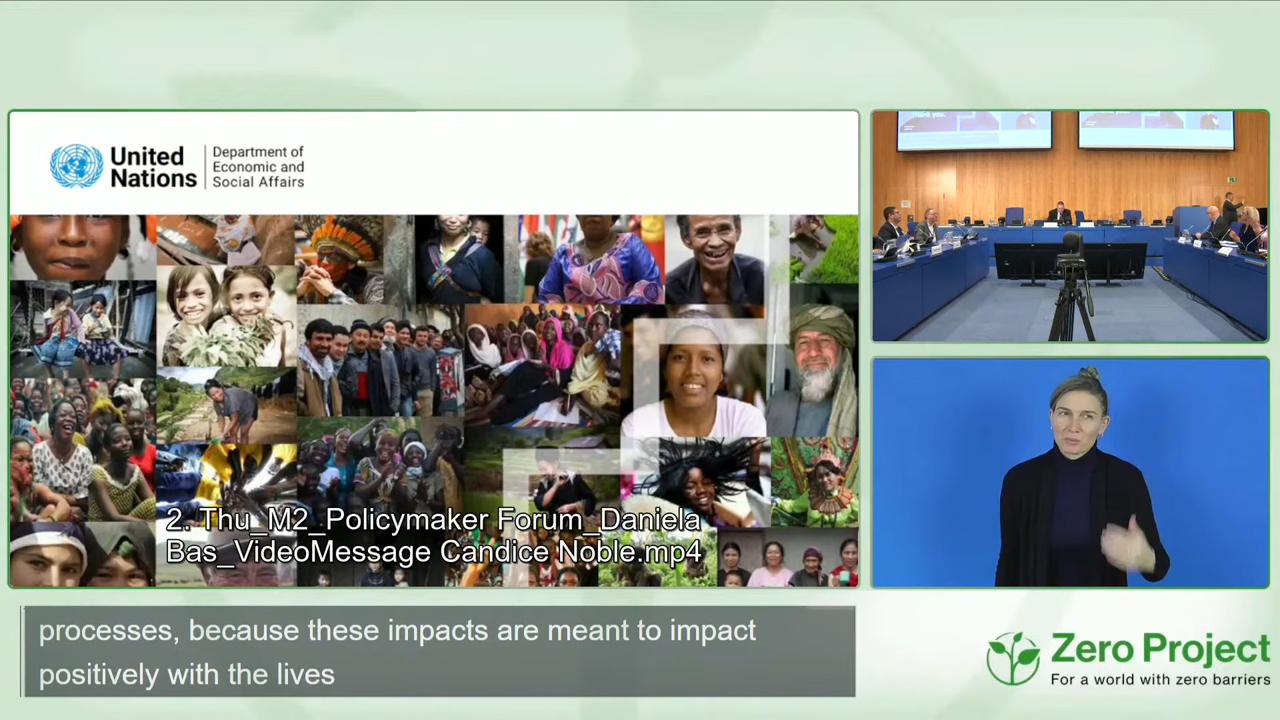 United
Nations
Department of
Economic and
Social Affairs
2. Thu_M2_Policymaker Forum_Daniela
Bas_VideoMessage Candice Noble.mp4
processes, because these impacts are meant to impact
positively with the lives
Zero Project
For a world with zero barriers